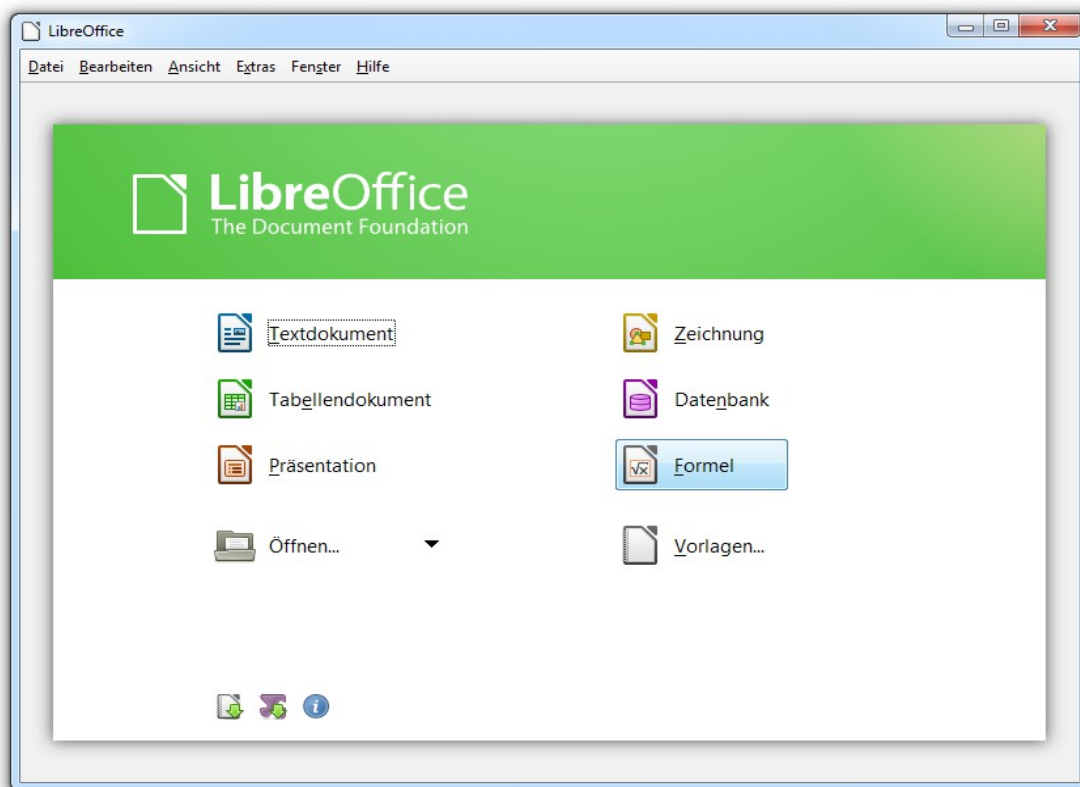 LibreOffice
Datei Bearbeiten Ansicht Extras Fenster Hilfe
LibreOffice
The Document Foundation
Textdokument
Zeichnung
Tabellendokument
Datenbank
Präsentation
Formel
Öffnen...
Vorlagen...